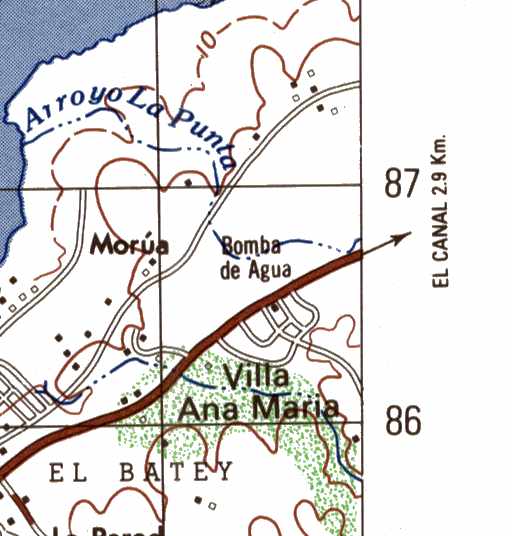 10
Arroyo La Punta
87
EL CANAL 2.9 Km.
Morúa
Bomba
de Agua
Villa
Ana Maria
86
EL BATEY